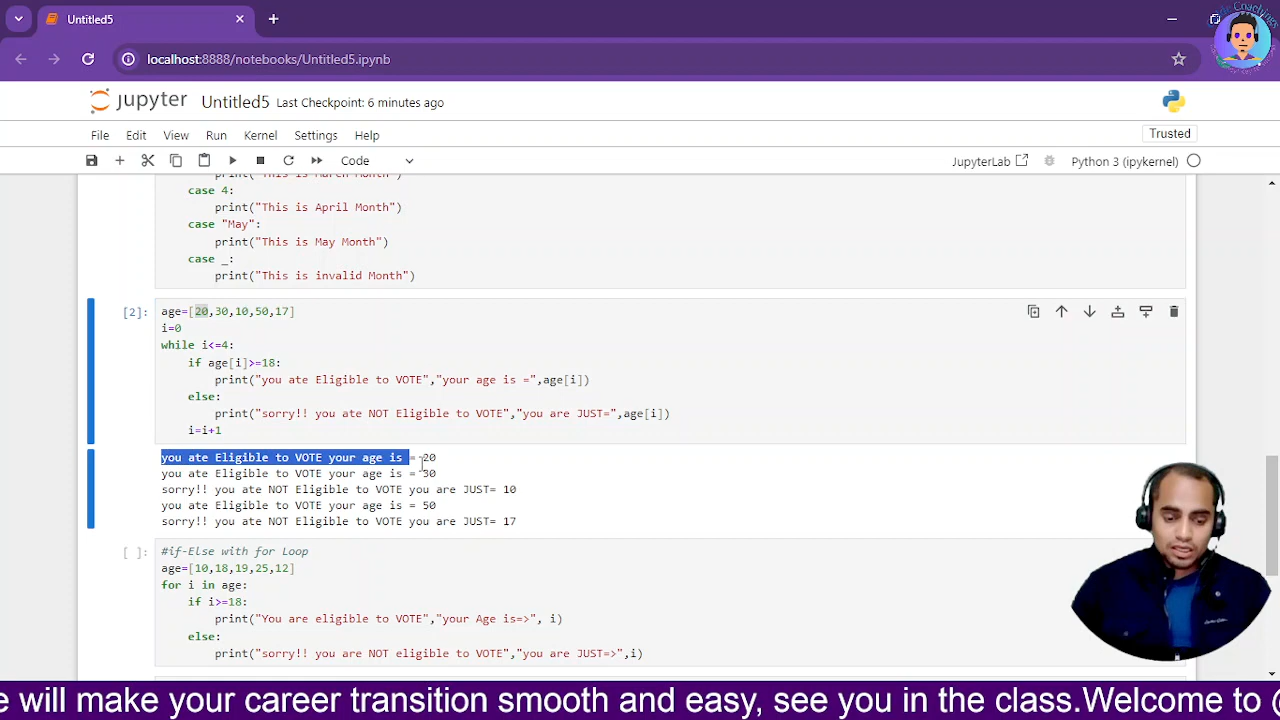 Untitled5
localhost:8888/notebooks/Untitled5.ipynb
Coachings
jupyter Untitled5 Last Checkpoint: 6 minutes ago
File Edit View Run Kernel Settings Help Trusted
Code JupyterLab Python 3 (ipykernel)
print("This is March Month")
case 4:
print("This is April Month")
case "May":
print("This is May Month")
case _:
print("This is invalid Month")
[2]: age=[20,30,10,50,17]
i=0
while i<=4:
if age[i]>=18:
print("you ate Eligible to VOTE","your age is =",age[i])
else:
print("sorry!! you ate NOT Eligible to VOTE","you are JUST=",age[i])
i=i+1
you ate Eligible to VOTE your age is = 20
you ate Eligible to VOTE your age is = 30
sorry!! you ate NOT Eligible to VOTE you are JUST= 10
you ate Eligible to VOTE your age is = 50
sorry!! you ate NOT Eligible to VOTE you are JUST= 17
[ ]: #if-Else with for Loop
age=[10,18,19,25,12]
for i in age:
if i>=18:
print("You are eligible to VOTE","your Age is=>", i)
else:
print("sorry!! you are NOT eligible to VOTE","you are JUST=>",i)
e will make your career transition smooth and easy, see you in the class.Welcome to @